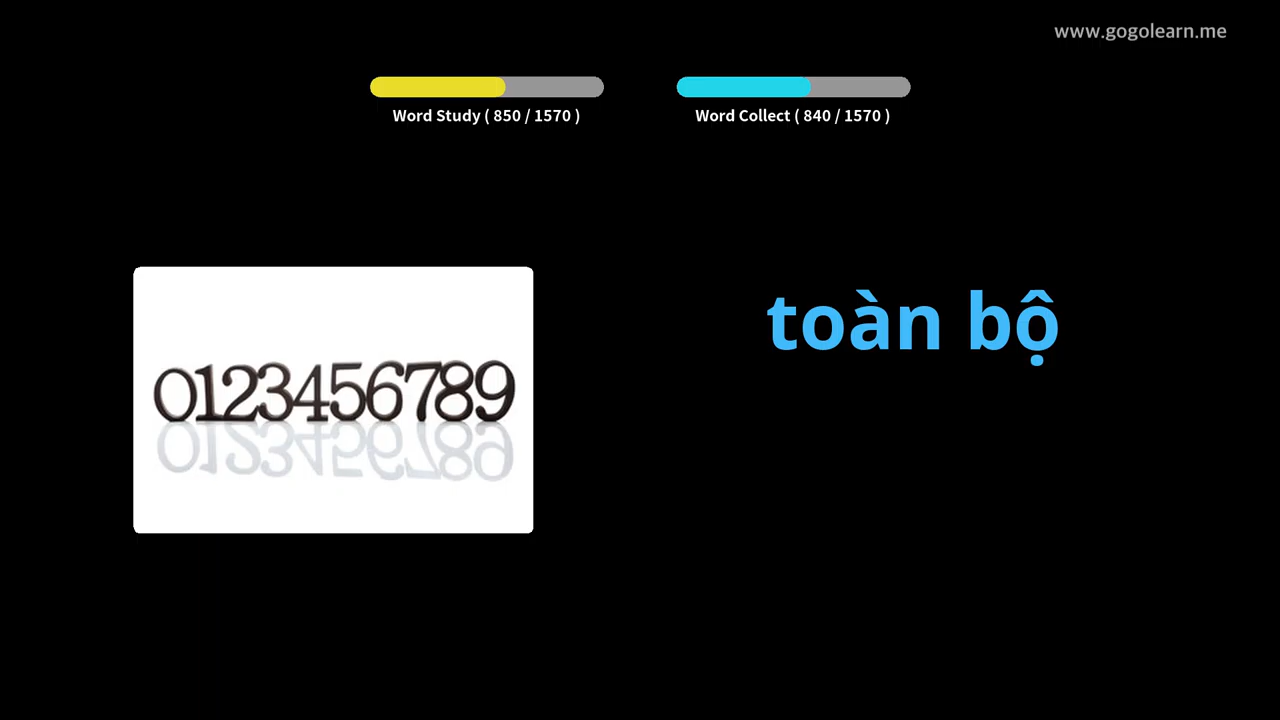 www.gogolearn.me
Word Study ( 850 / 1570 )
Word Collect ( 840 / 1570 )
toàn bộ
0123456789